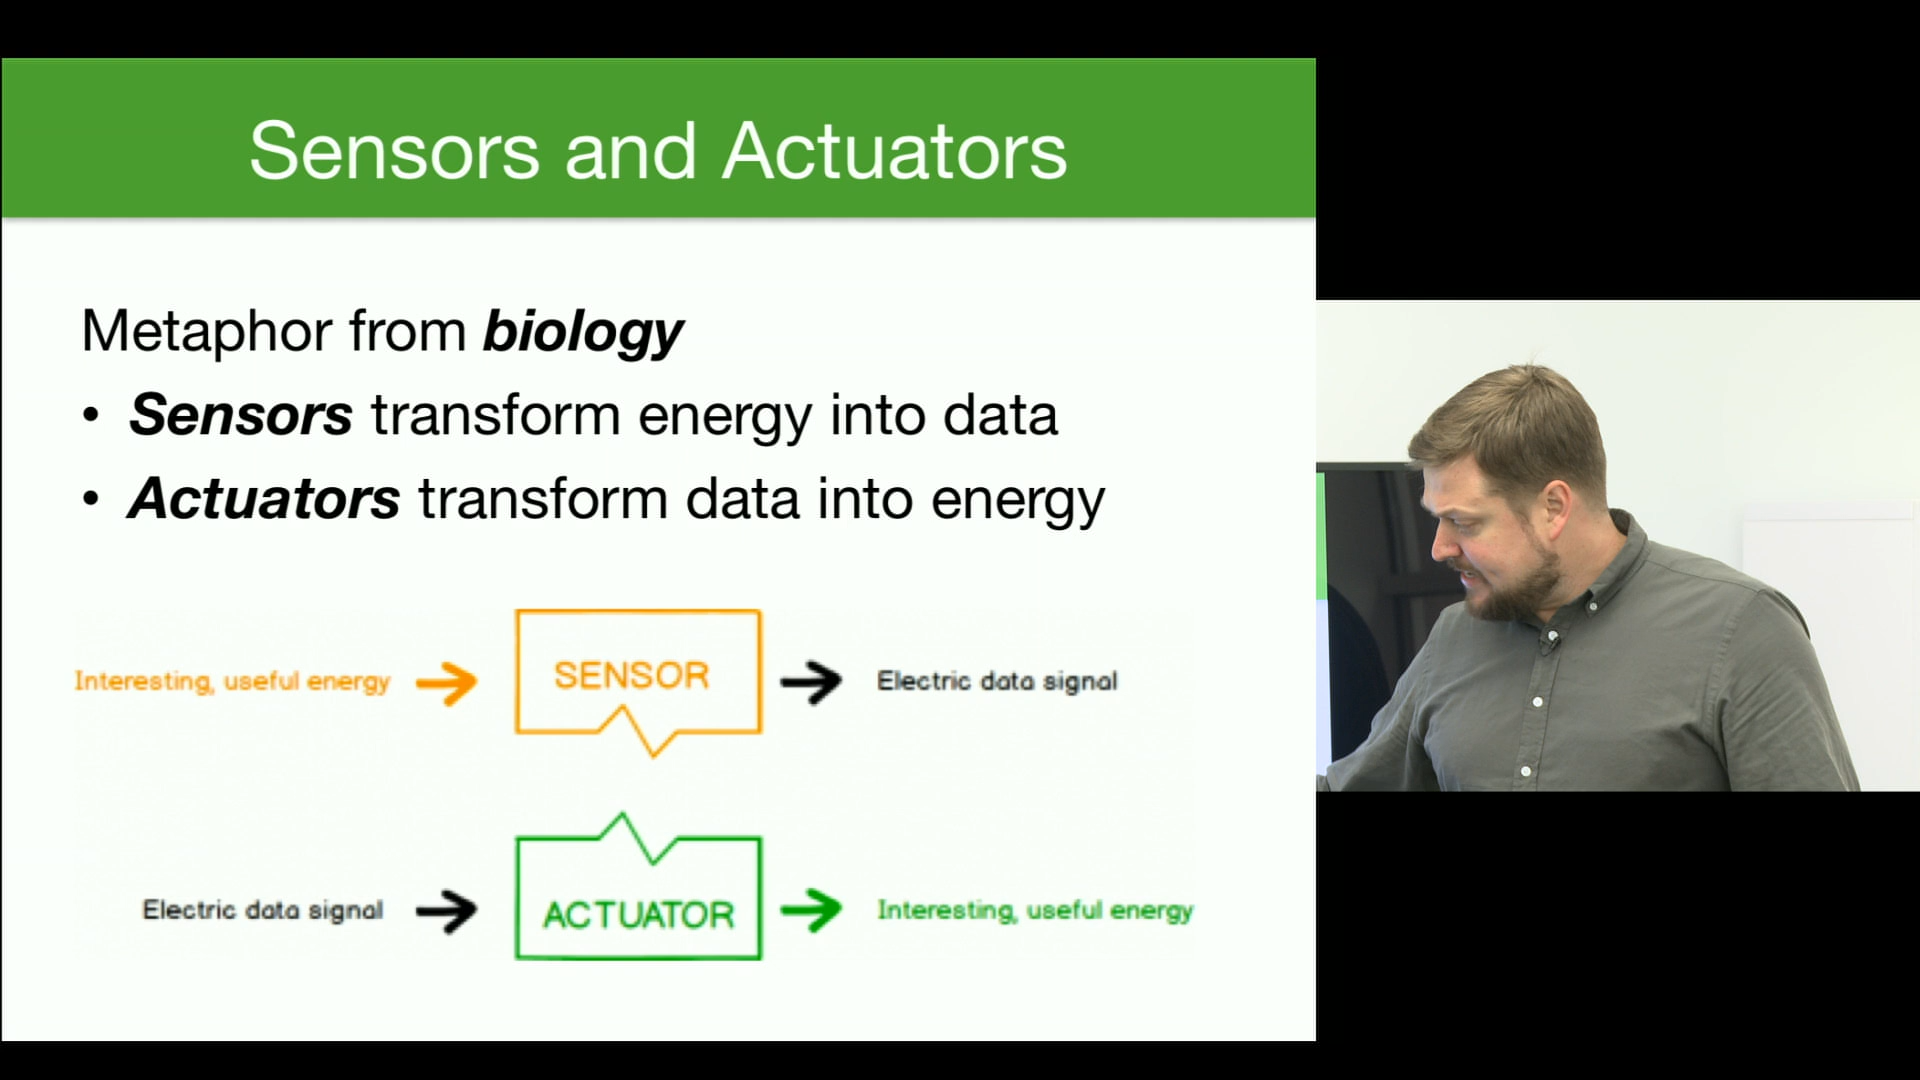 Sensors and Actuators
Metaphor from biology
• Sensors transform energy into data
• Actuators transform data into energy
Interesting, useful energy
SENSOR
Electric data signal
Electric data signal
ACTUATOR
Interesting, useful energy